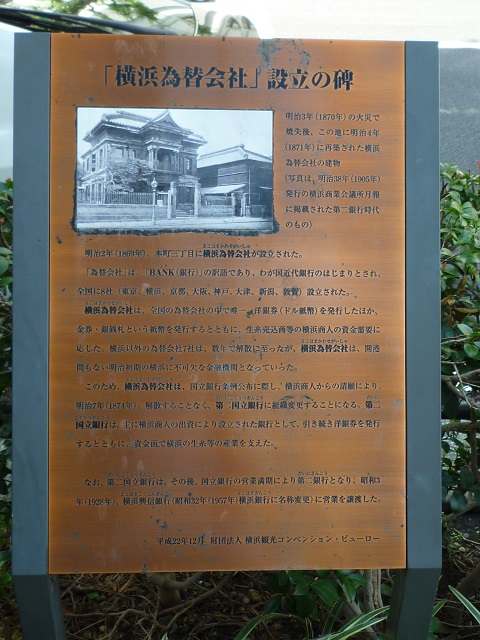 「横浜為替会社」設立の碑
明治3年(1870年)の火災で
焼失後、この地に明治4年
(1871年)に再築された横浜
為替会社の建物
(写真は、明治38年(1905年)
発行の横浜商業会議所月報
に掲載された第二銀行時代
のもの)
明治2年(1869年)、本町三丁目に横浜為替会社が設立された。
「為替会社」は、「BANK(銀行)」の訳語であり、わが国近代銀行のはじまりとされ、
全国に8社(東京、横浜、京都、大阪、神戸、大津、新潟、敦賀)設立された。
横浜為替会社は、全国の為替会社の中で唯一、洋銀券(ドル紙幣)を発行したほか、
金券・銀銭札という紙幣を発行するとともに、生糸売込商等の横浜商人の資金需要に
応じた。横浜以外の為替会社7社は、数年で解散に至ったが、横浜為替会社は、開港
間もない明治初期の横浜に不可欠な金融機関となっていった。
このため、横浜為替会社は、国立銀行条例公布に際し、横浜商人からの請願により、
明治7年(1874年)、解散することなく、第二国立銀行に組織変更することになる。第二
国立銀行は、主に横浜商人の出資により設立された銀行として、引き続き洋銀券を発行
するとともに、資金面で横浜の生糸等の産業を支えた。
なお、第二国立銀行は、その後、国立銀行の営業満期により第二銀行となり、昭和3
年(1928年)、横浜興信銀行(昭和32年(1957年)横浜銀行に名称変更)に営業を譲渡した。
平成22年12月 財団法人 横浜観光コンベンション・ビューロー